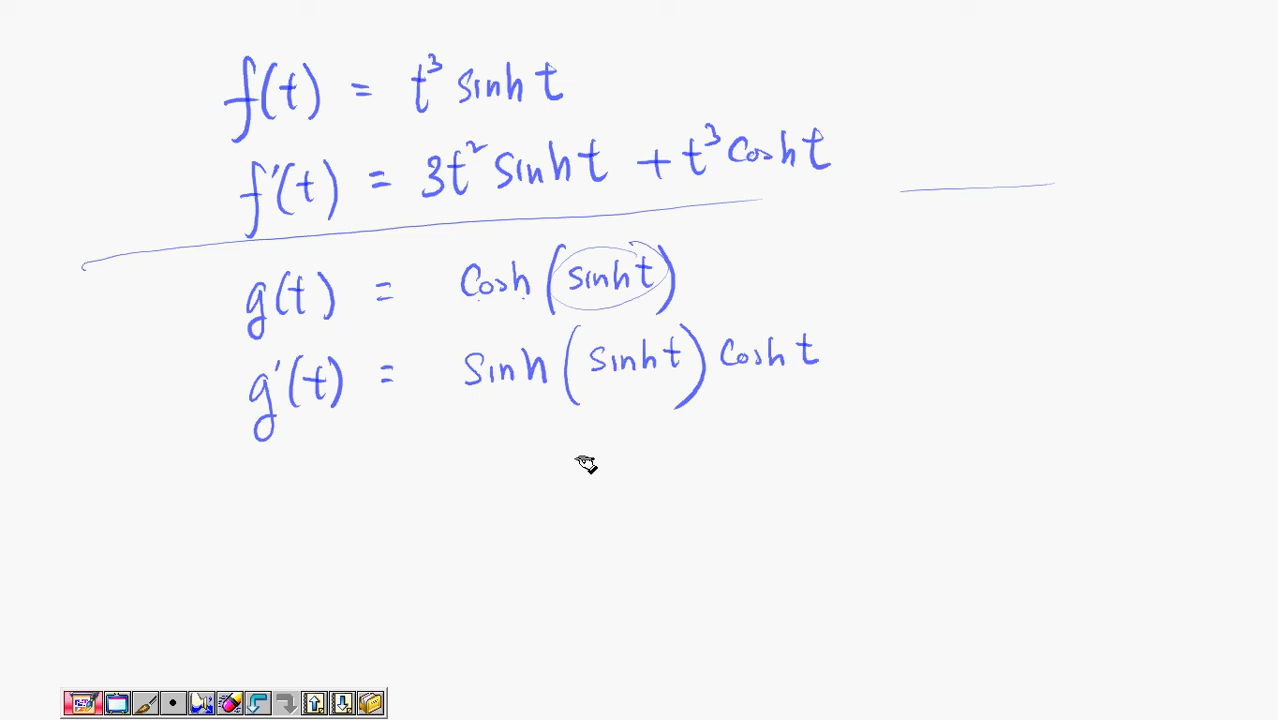 f(t) = t³ sinh t
f'(t) = 3t² sinh t + t³ cosh t
g(t) = cosh (sinh t)
g'(t) = sinh (sinh t) cosh t